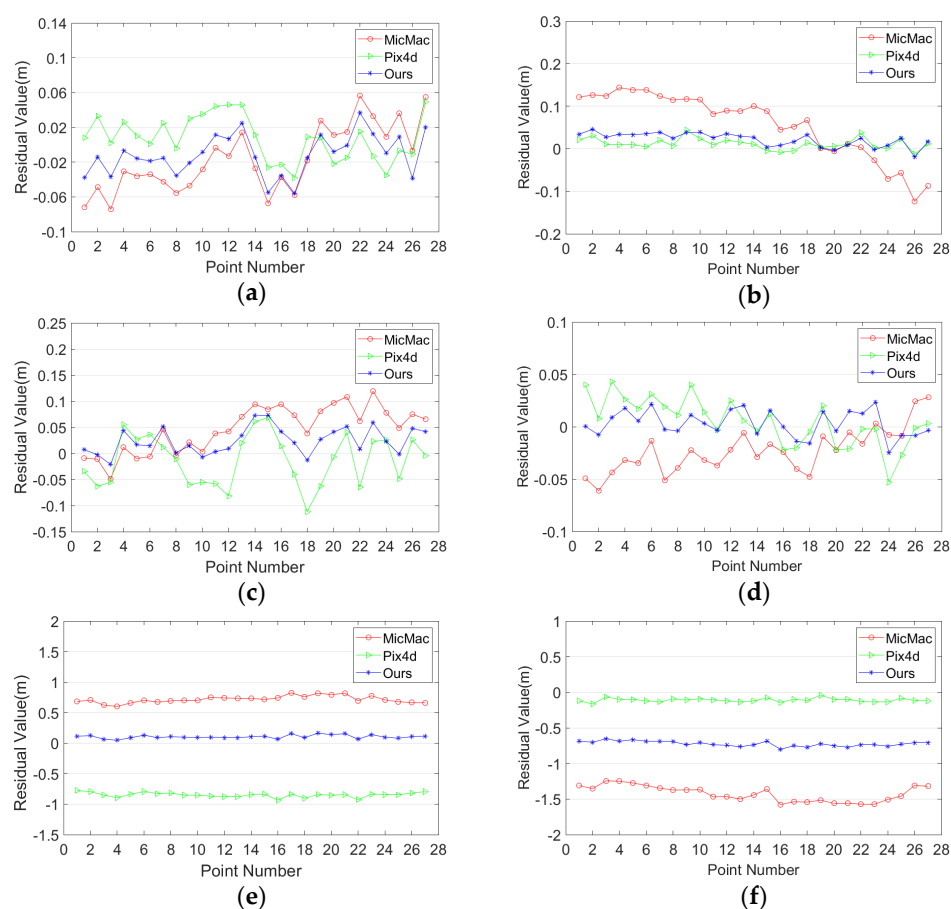 0.14
0.1
0.06
0.02
-0.02
-0.06
-0.1
Residual Value(m)
MicMac
Pix4d
Ours
0 2 4 6 8 10 12 14 16 18 20 22 24 26 28
Point Number
(a)
0.3
0.2
0.1
0
-0.1
-0.2
Residual Value(m)
MicMac
Pix4d
Ours
0 2 4 6 8 10 12 14 16 18 20 22 24 26 28
Point Number
(b)
0.25
0.2
0.15
0.1
0.05
0
-0.05
-0.1
-0.15
Residual Value(m)
MicMac
Pix4d
Ours
0 2 4 6 8 10 12 14 16 18 20 22 24 26 28
Point Number
(c)
0.1
0.05
0
-0.05
-0.1
Residual Value(m)
MicMac
Pix4d
Ours
0 2 4 6 8 10 12 14 16 18 20 22 24 26 28
Point Number
(d)
2
1.5
1
0.5
0
-0.5
-1
-1.5
Residual Value(m)
MicMac
Pix4d
Ours
0 2 4 6 8 10 12 14 16 18 20 22 24 26 28
Point Number
(e)
1
0.5
0
-0.5
-1
-1.5
-2
Residual Value(m)
MicMac
Pix4d
Ours
0 2 4 6 8 10 12 14 16 18 20 22 24 26 28
Point Number
(f)